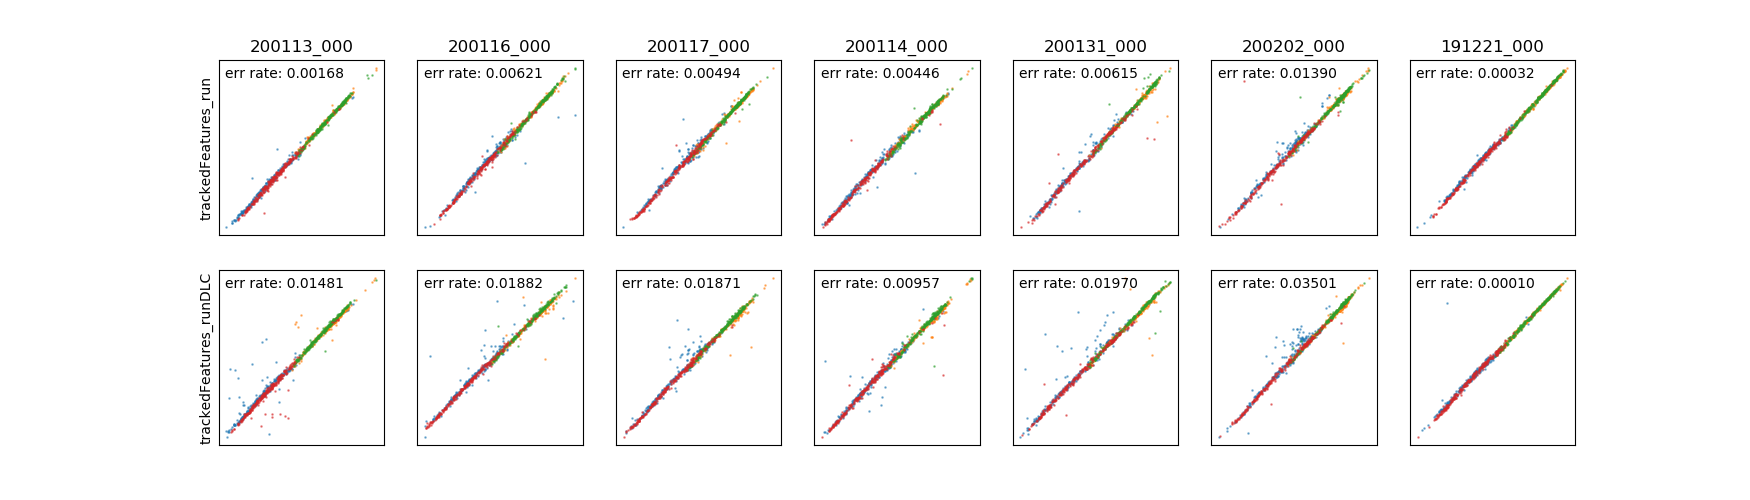 200113_000
200116_000
200117_000
200114_000
200131_000
200202_000
191221_000
trackedFeatures_run
err rate: 0.00168
err rate: 0.00621
err rate: 0.00494
err rate: 0.00446
err rate: 0.00615
err rate: 0.01390
err rate: 0.00032
trackedFeatures_runDLC
err rate: 0.01481
err rate: 0.01882
err rate: 0.01871
err rate: 0.00957
err rate: 0.01970
err rate: 0.03501
err rate: 0.00010